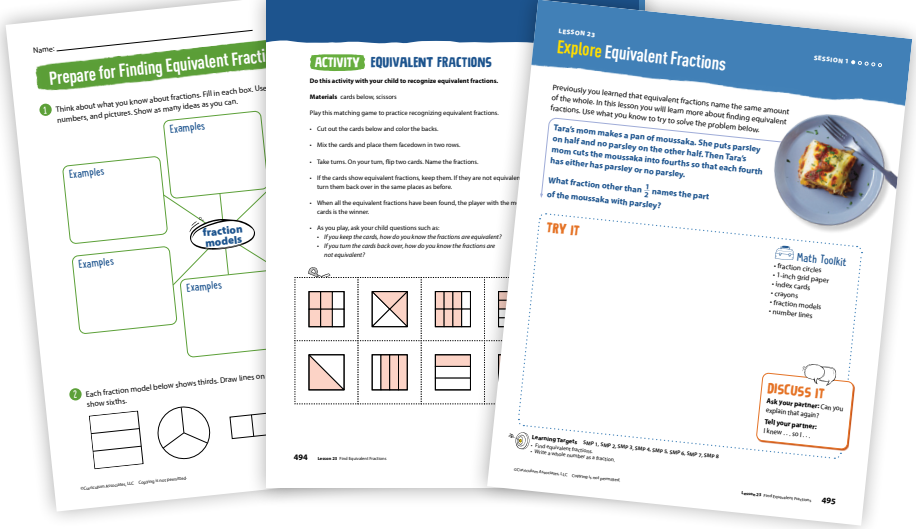 Name:
Prepare for Finding Equivalent Fracti
1 Think about what you know about fractions. Fill in each box. Use
numbers, and pictures. Show as many ideas as you can.
Examples
Examples
fraction
models
Examples
Examples
2 Each fraction model below shows thirds. Draw lines on
show sixths.
©Curriculum Associates, LLC Copying is not permitted.
ACTIVITY EQUIVALENT FRACTIONS
Do this activity with your child to recognize equivalent fractions.
Materials cards below, scissors
Play this matching game to practice recognizing equivalent fractions.
• Cut out the cards below and color the backs.
• Mix the cards and place them facedown in two rows.
• Take turns. On your turn, flip two cards. Name the fractions.
• If the cards show equivalent fractions, keep them. If they are not equivalen
turn them back over in the same places as before.
• When all the equivalent fractions have been found, the player with the m
cards is the winner.
• As you play, ask your child questions such as:
• If you keep the cards, how do you know the fractions are equivalent?
• If you turn the cards back over, how do you know the fractions are
not equivalent?
494 Lesson 23 Find Equivalent Fractions
LESSON 23
Explore Equivalent Fractions
SESSION 1
Previously you learned that equivalent fractions name the same amount
of the whole. In this lesson you will learn more about finding equivalent
fractions. Use what you know to try to solve the problem below.
Tara's mom makes a pan of moussaka. She puts parsley
on half and no parsley on the other half. Then Tara's
mom cuts the moussaka into fourths so that each fourth
has either has parsley or no parsley.
What fraction other than 1/2 names the part
of the moussaka with parsley?
TRY IT
Math Toolkit
• fraction circles
• 1-inch grid paper
• index cards
• crayons
• fraction models
• number lines
DISCUSS IT
Ask your partner: Can you
explain that again?
Tell your partner:
I knew . . . so I . . .
Learning Targets SMP 1, SMP 2, SMP 3, SMP 4, SMP 5, SMP 6, SMP 7, SMP 8
• Find equivalent fractions.
• Write a whole number as a fraction.
©Curriculum Associates, LLC Copying is not permitted.
Lesson 23 Find Equivalent Fractions 495